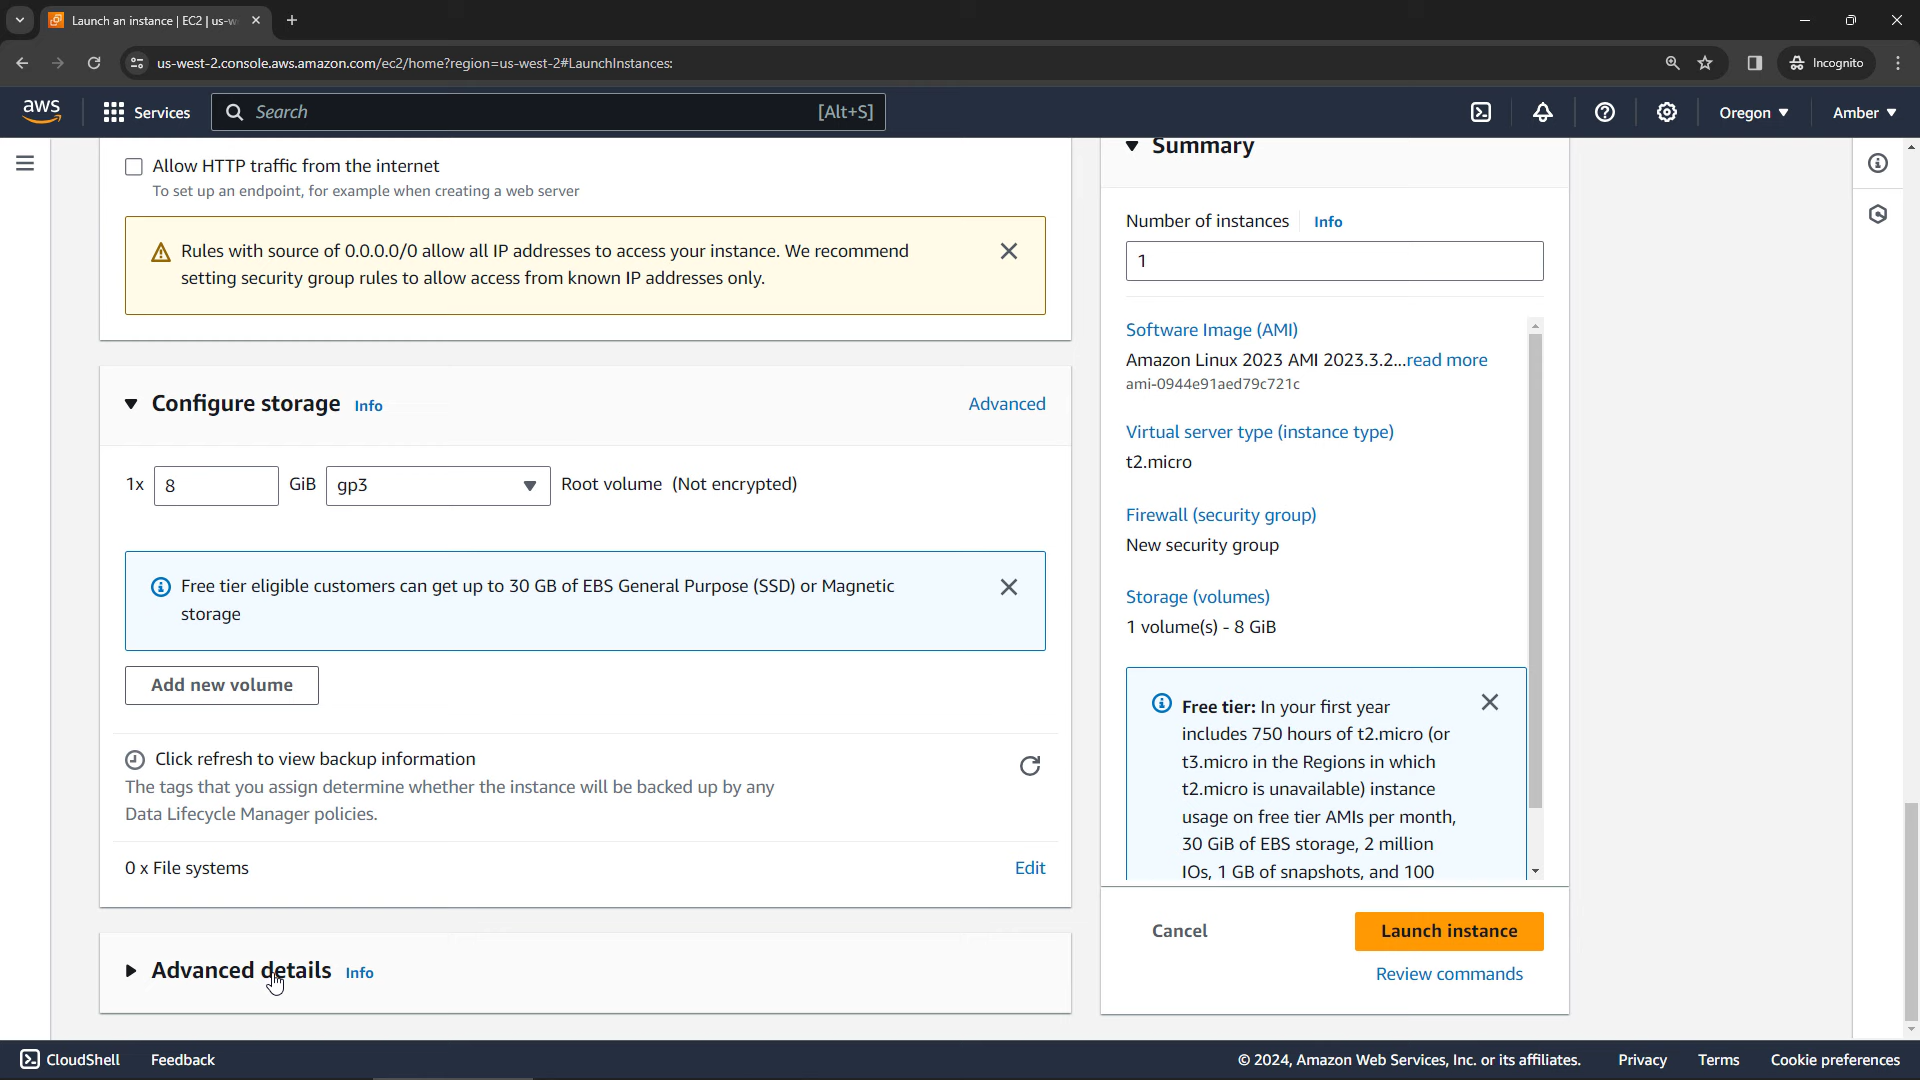 Launch an instance | EC2 | us-w
us-west-2.console.aws.amazon.com/ec2/home?region=us-west-2#LaunchInstances:
Incognito
aws
Services
Search
[Alt+S]
Oregon
Amber
Allow HTTP traffic from the internet
To set up an endpoint, for example when creating a web server
Rules with source of 0.0.0.0/0 allow all IP addresses to access your instance. We recommend
setting security group rules to allow access from known IP addresses only.
Configure storage Info
Advanced
1x 8 GiB gp3 Root volume (Not encrypted)
Free tier eligible customers can get up to 30 GB of EBS General Purpose (SSD) or Magnetic
storage
Add new volume
Click refresh to view backup information
The tags that you assign determine whether the instance will be backed up by any
Data Lifecycle Manager policies.
0 x File systems
Edit
Advanced details Info
Summary
Number of instances Info
1
Software Image (AMI)
Amazon Linux 2023 AMI 2023.3.2...read more
ami-0944e91aed79c721c
Virtual server type (instance type)
t2.micro
Firewall (security group)
New security group
Storage (volumes)
1 volume(s) - 8 GiB
Free tier: In your first year
includes 750 hours of t2.micro (or
t3.micro in the Regions in which
t2.micro is unavailable) instance
usage on free tier AMIs per month,
30 GiB of EBS storage, 2 million
IOs, 1 GB of snapshots, and 100
Cancel
Launch instance
Review commands
CloudShell
Feedback
© 2024, Amazon Web Services, Inc. or its affiliates.
Privacy
Terms
Cookie preferences